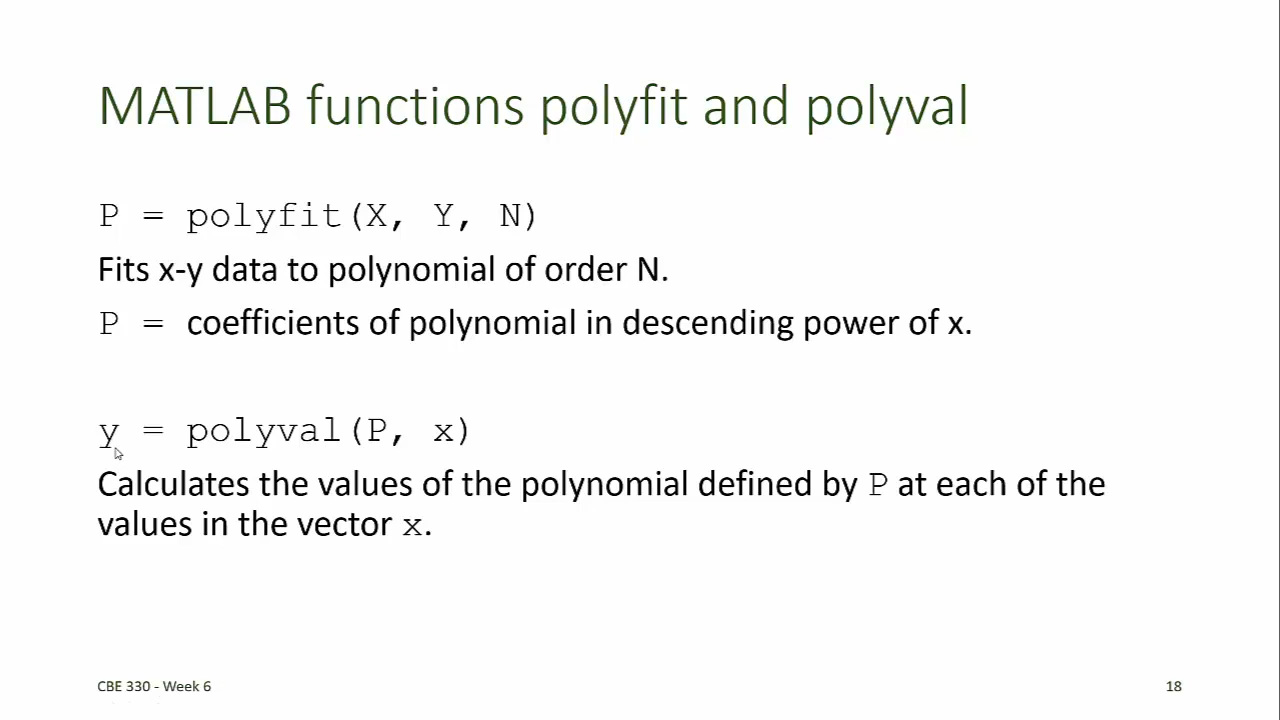 MATLAB functions polyfit and polyval
P = polyfit(X, Y, N)
Fits x-y data to polynomial of order N.
P = coefficients of polynomial in descending power of x.
y = polyval(P, x)
Calculates the values of the polynomial defined by P at each of the
values in the vector x.
CBE 330 - Week 6
18